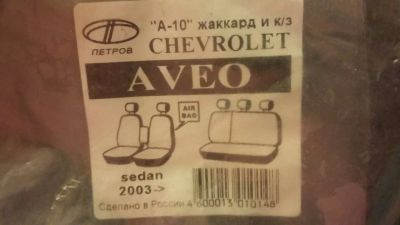 "А-10" жаккард и к/з
ПЕТРОВ
CHEVROLET
AVEO
AIR
BAG
sedan
2003->
Сделано в России 4 600013 010148